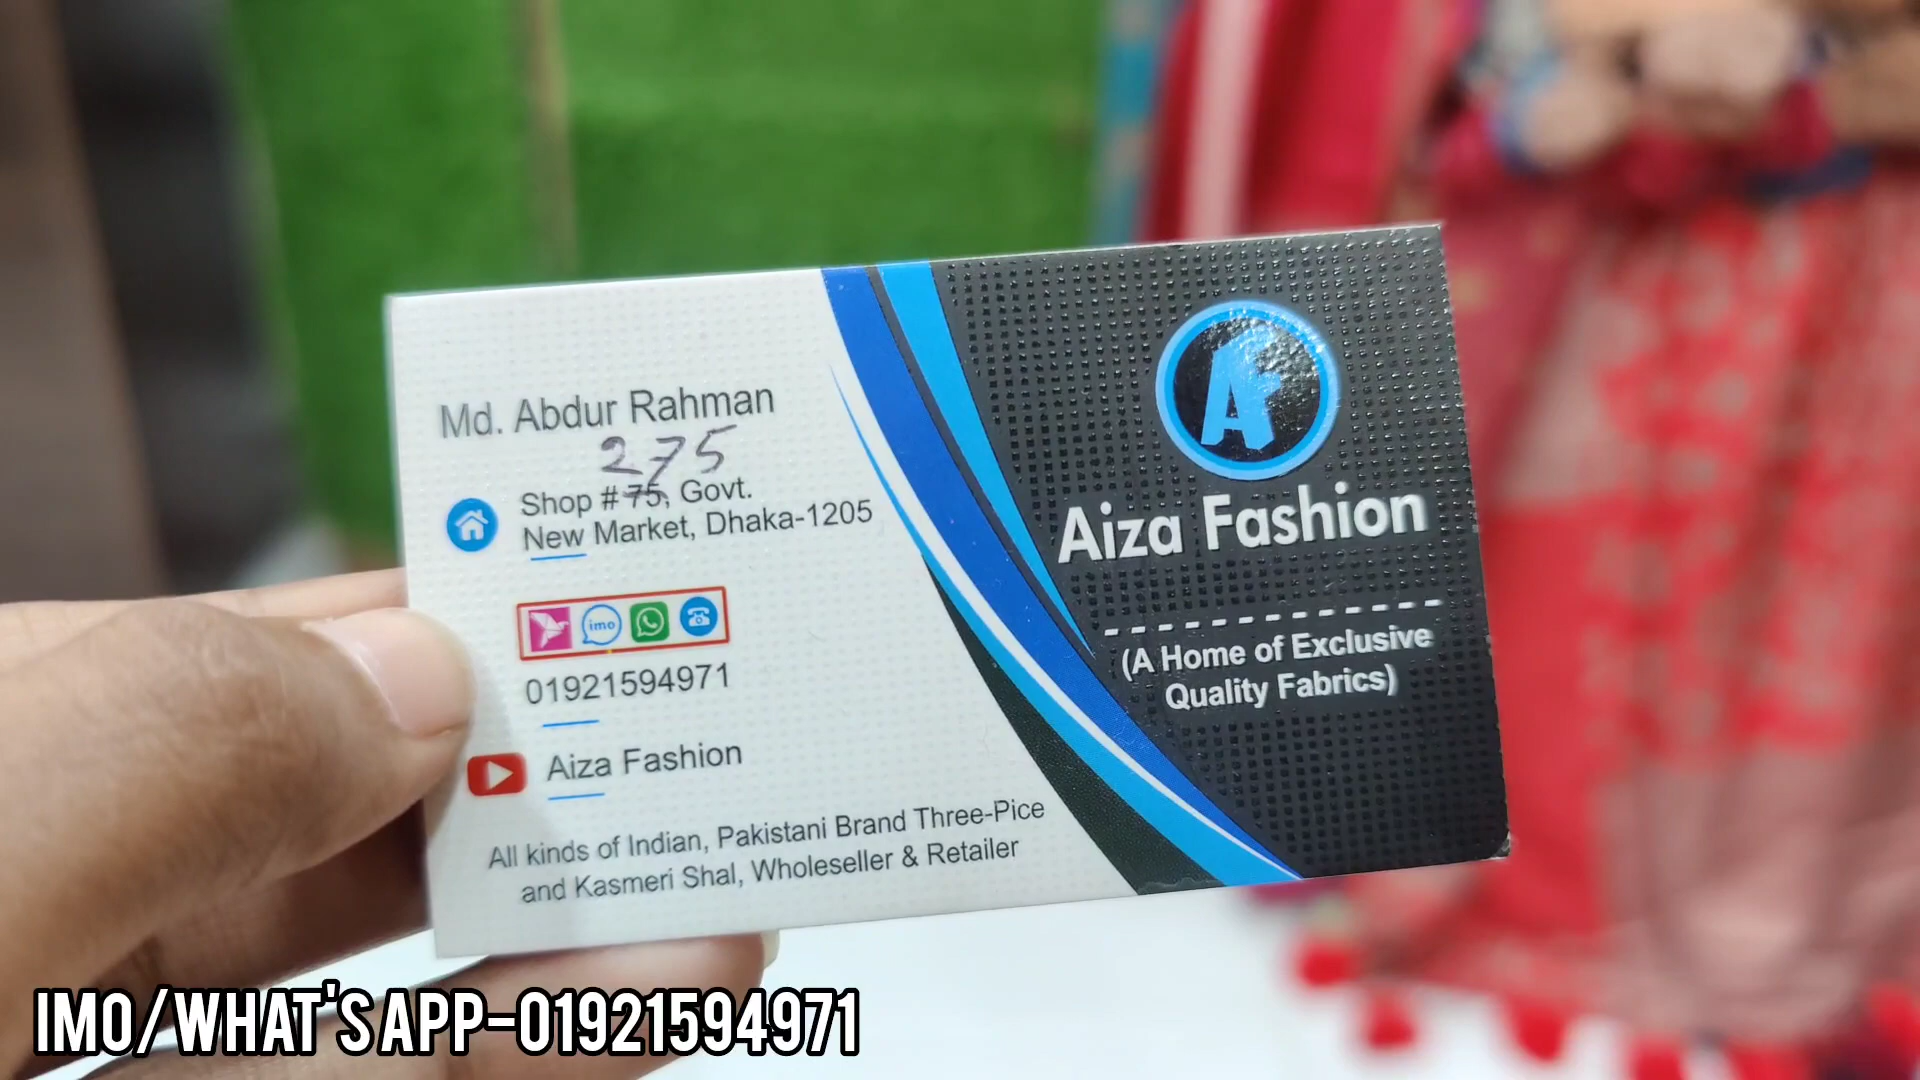 Md. Abdur Rahman
275
Shop # 75, Govt.
New Market, Dhaka-1205
imo
01921594971
Aiza Fashion
All kinds of Indian, Pakistani Brand Three-Pice
and Kasmeri Shal, Wholeseller & Retailer
AF
Aiza Fashion
(A Home of Exclusive
Quality Fabrics)
IMO/WHAT'S APP-01921594971